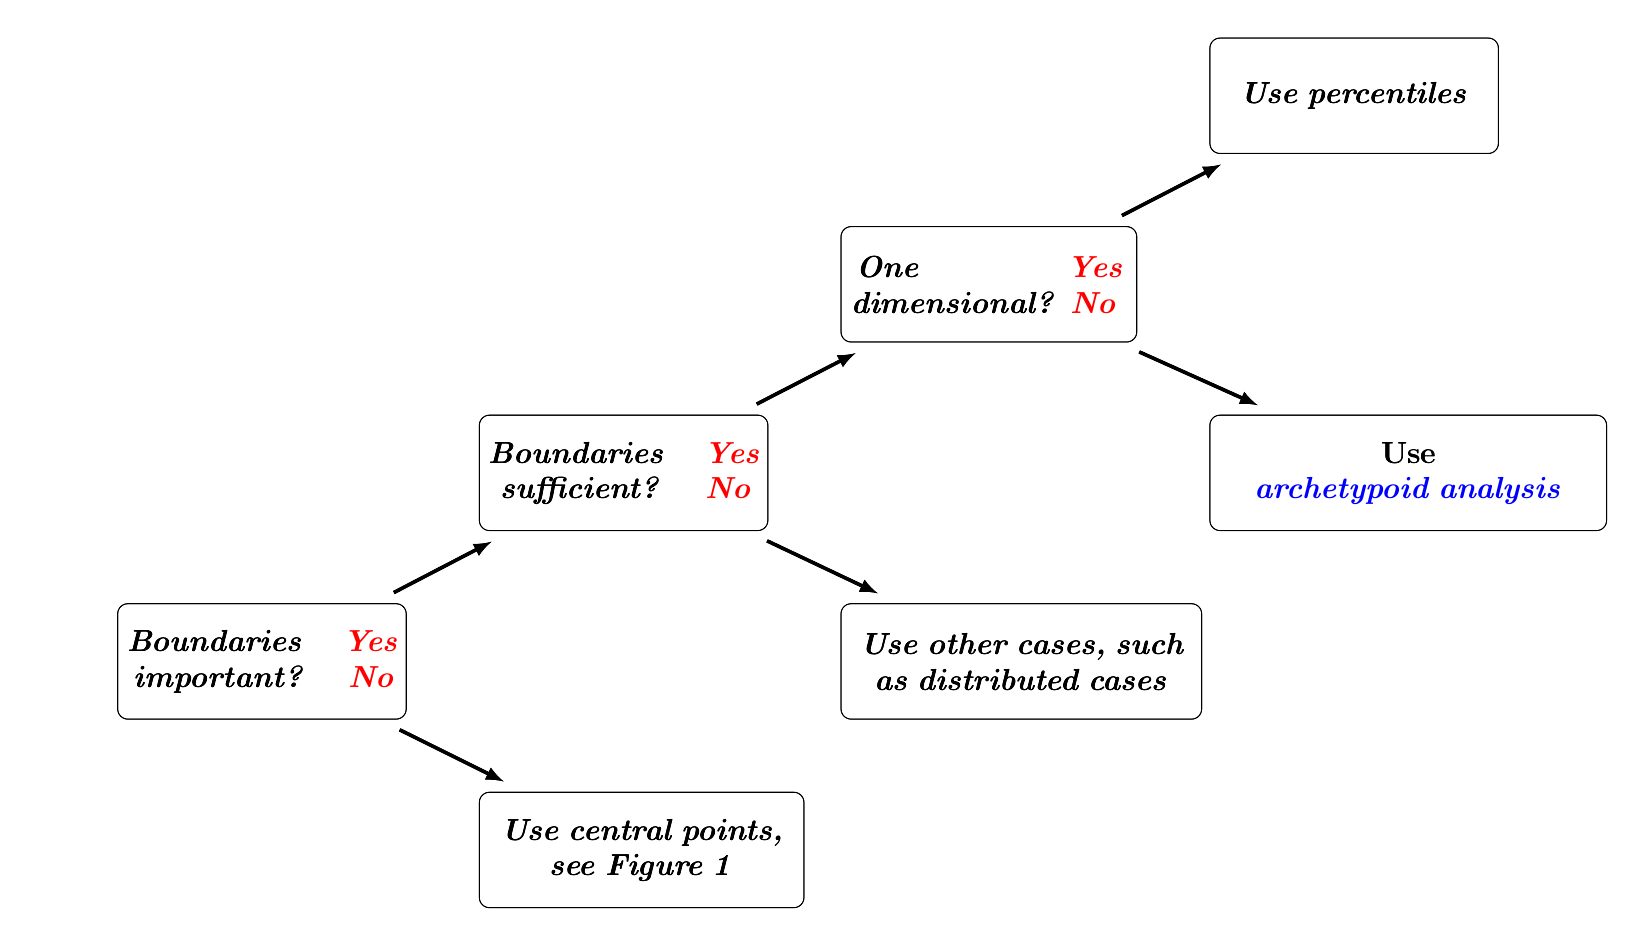 Use percentiles
One Yes
dimensional? No
Boundaries Yes
sufficient? No
Use
archetypoid analysis
Boundaries Yes
important? No
Use other cases, such
as distributed cases
Use central points,
see Figure 1